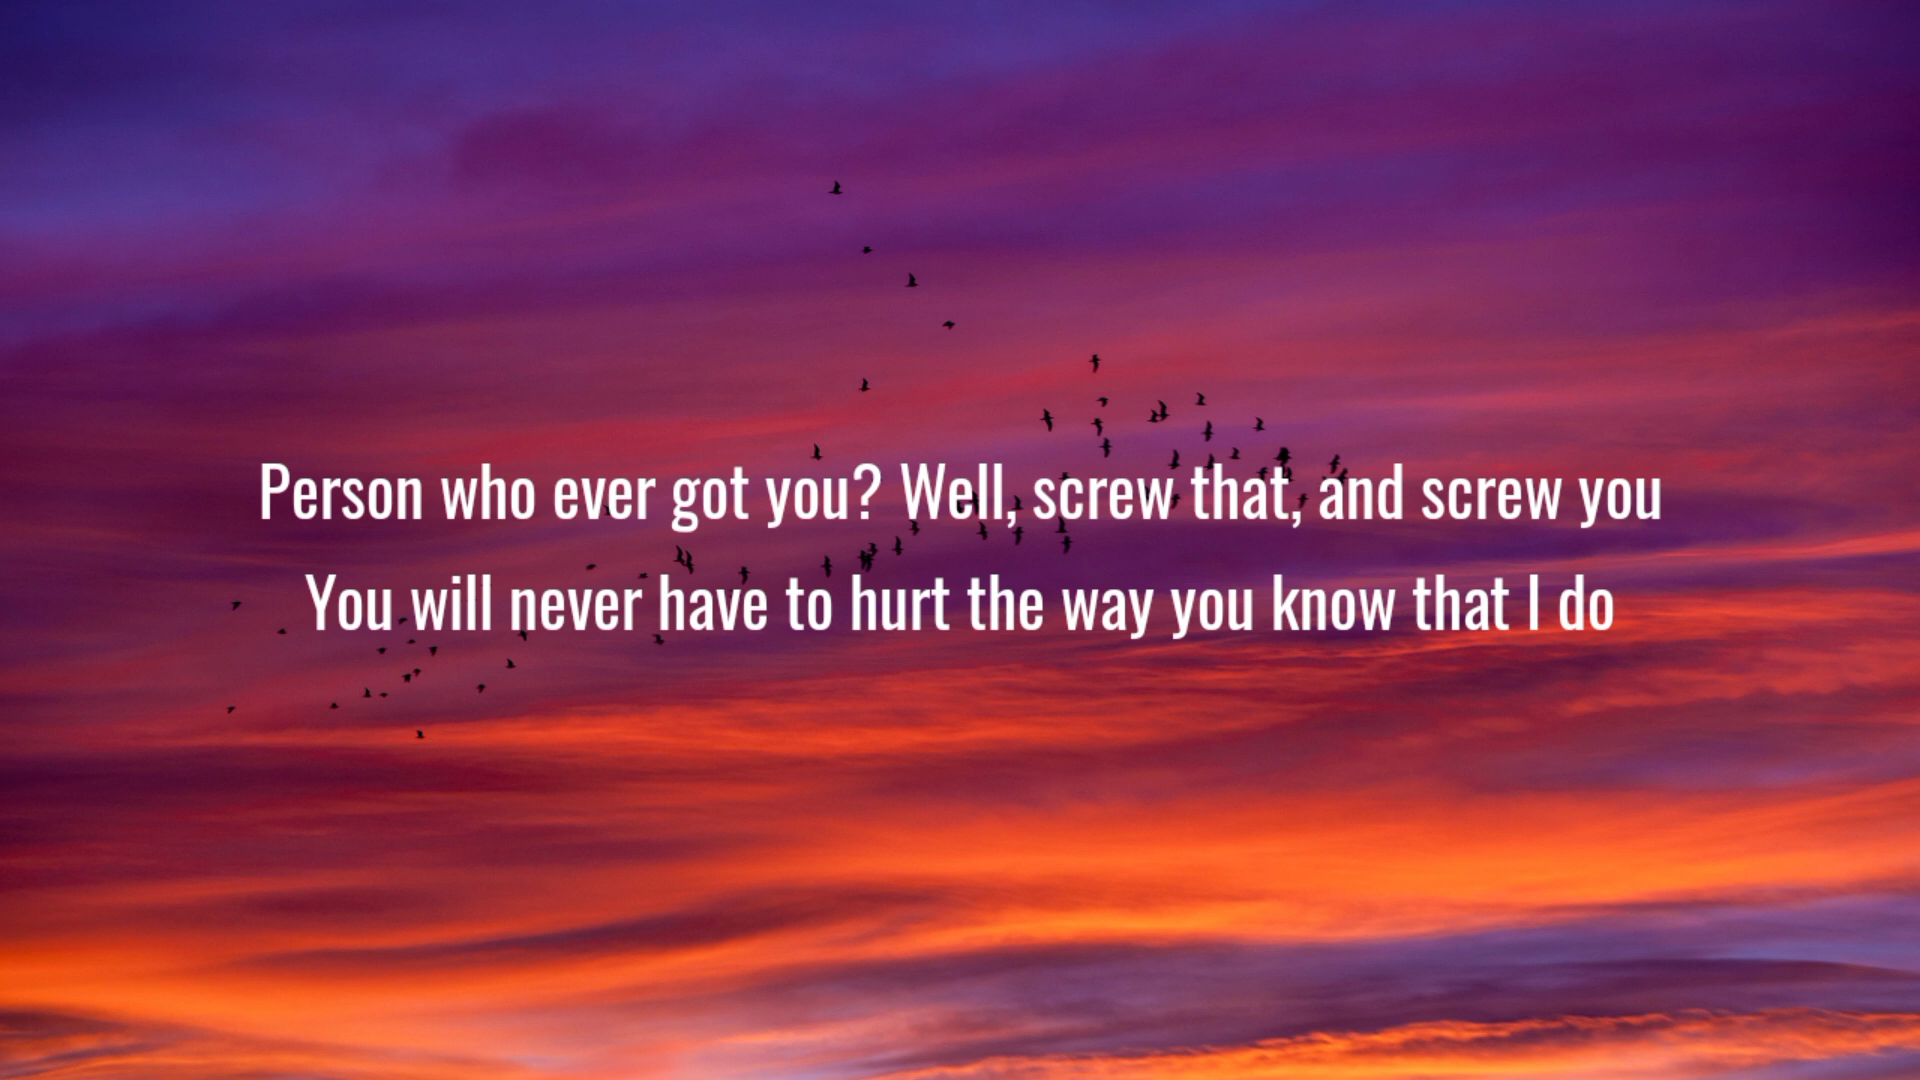 Person who ever got you? Well, screw that, and screw you
You will never have to hurt the way you know that I do